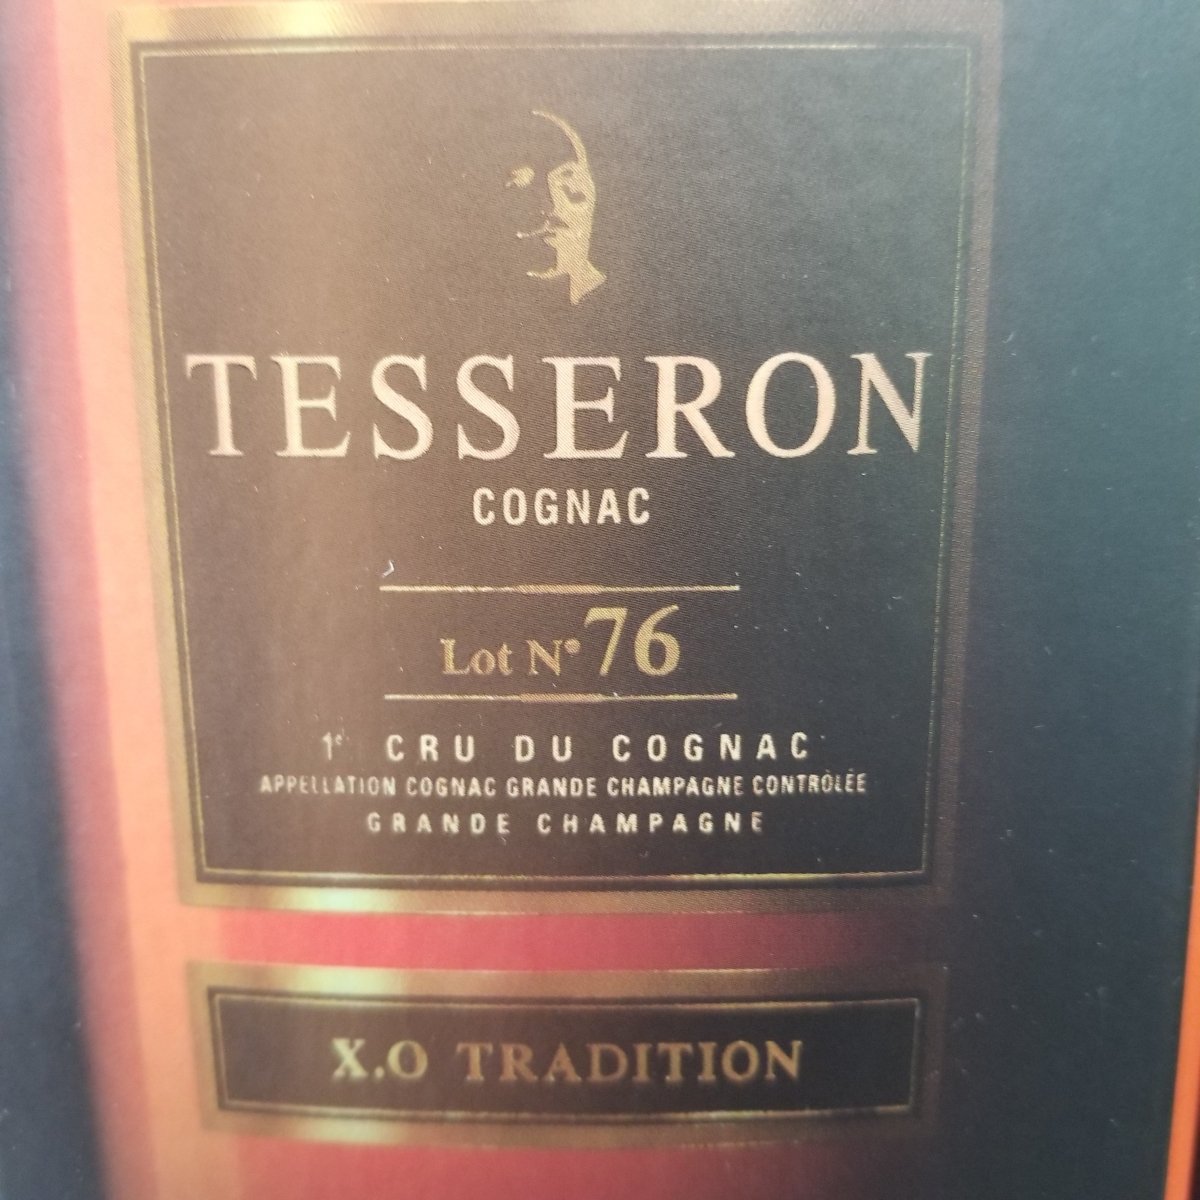 TESSERON
COGNAC
Lot N° 76
1er CRU DU COGNAC
APPELLATION COGNAC GRANDE CHAMPAGNE CONTRÔLÉE
GRANDE CHAMPAGNE
X.O TRADITION